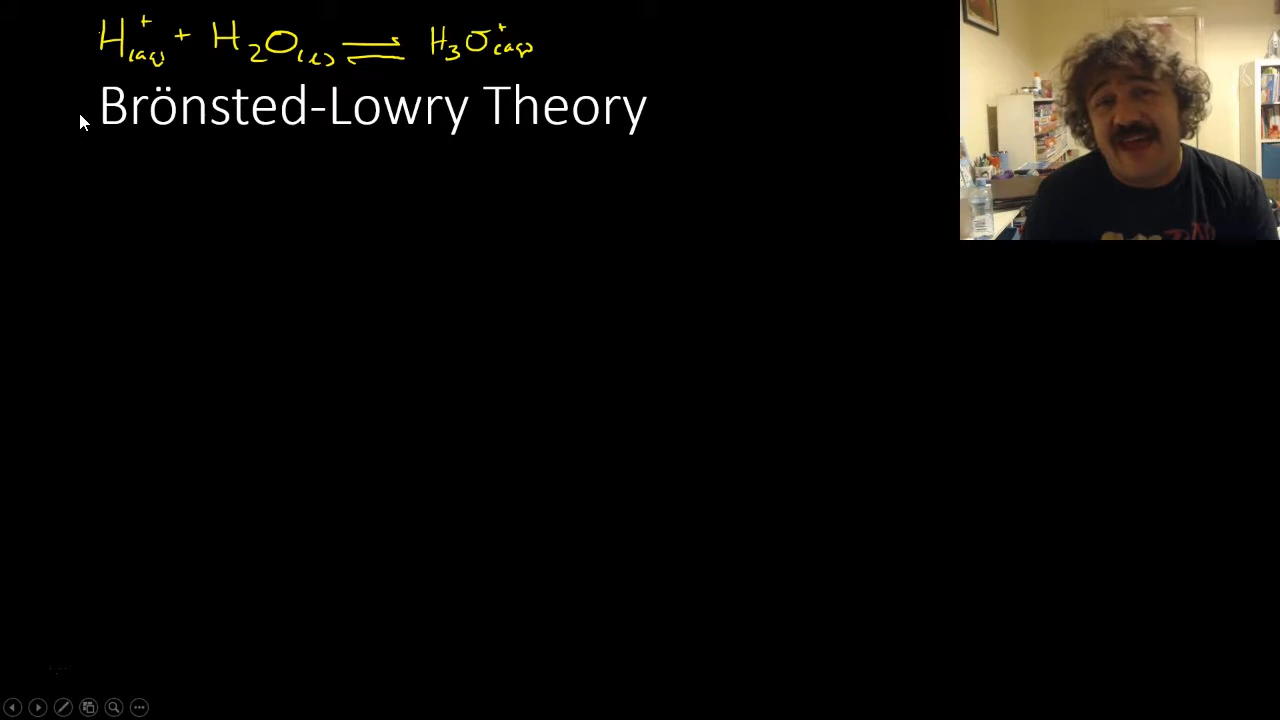 H⁺(aq) + H₂O(l) ⇌ H₃O⁺(aq)
Brönsted-Lowry Theory